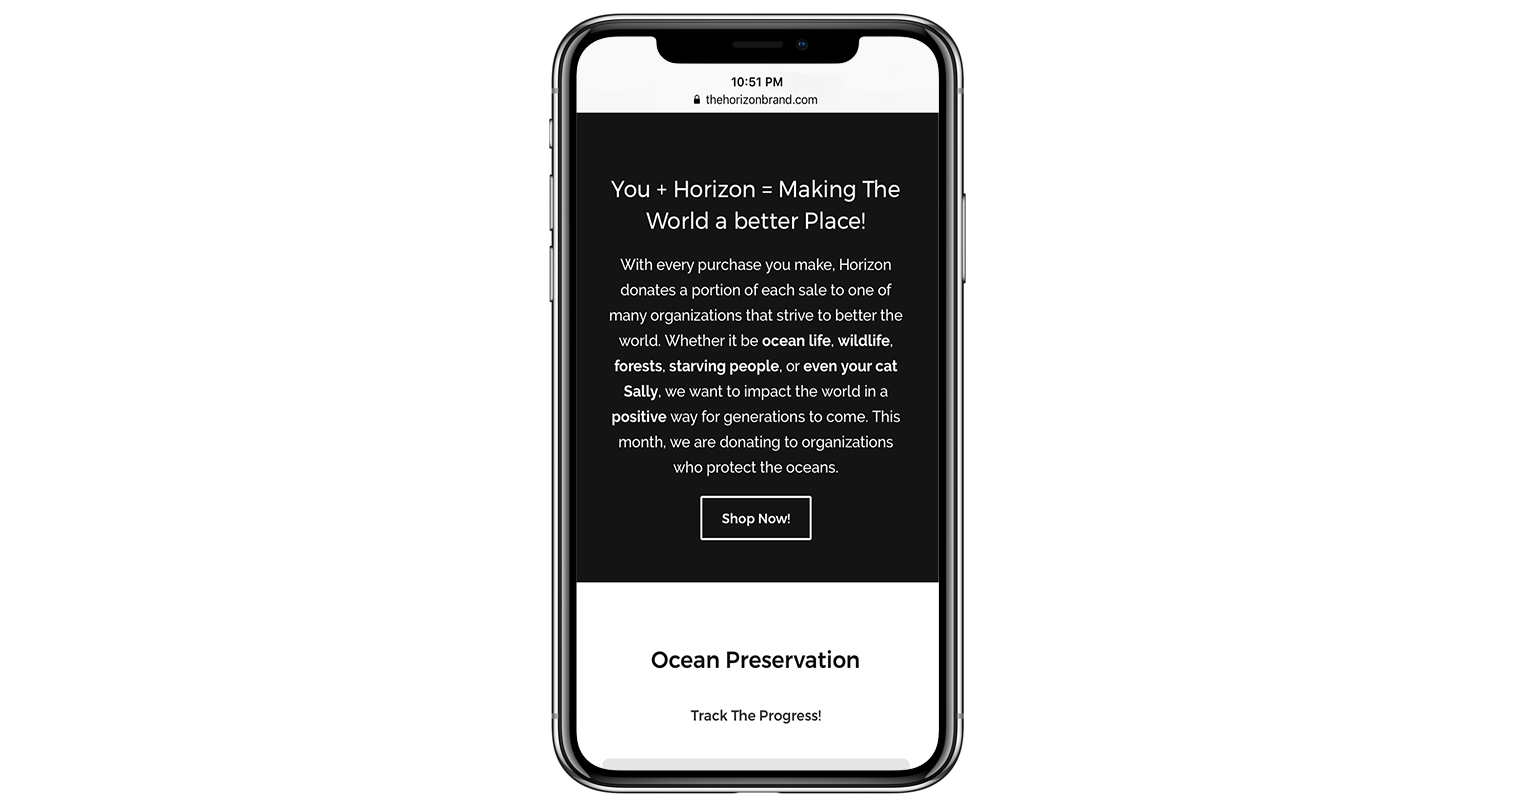 10:51 PM
thehorizonbrand.com
You + Horizon = Making The
World a better Place!
With every purchase you make, Horizon
donates a portion of each sale to one of
many organizations that strive to better the
world. Whether it be ocean life, wildlife,
forests, starving people, or even your cat
Sally, we want to impact the world in a
positive way for generations to come. This
month, we are donating to organizations
who protect the oceans.
Shop Now!
Ocean Preservation
Track The Progress!